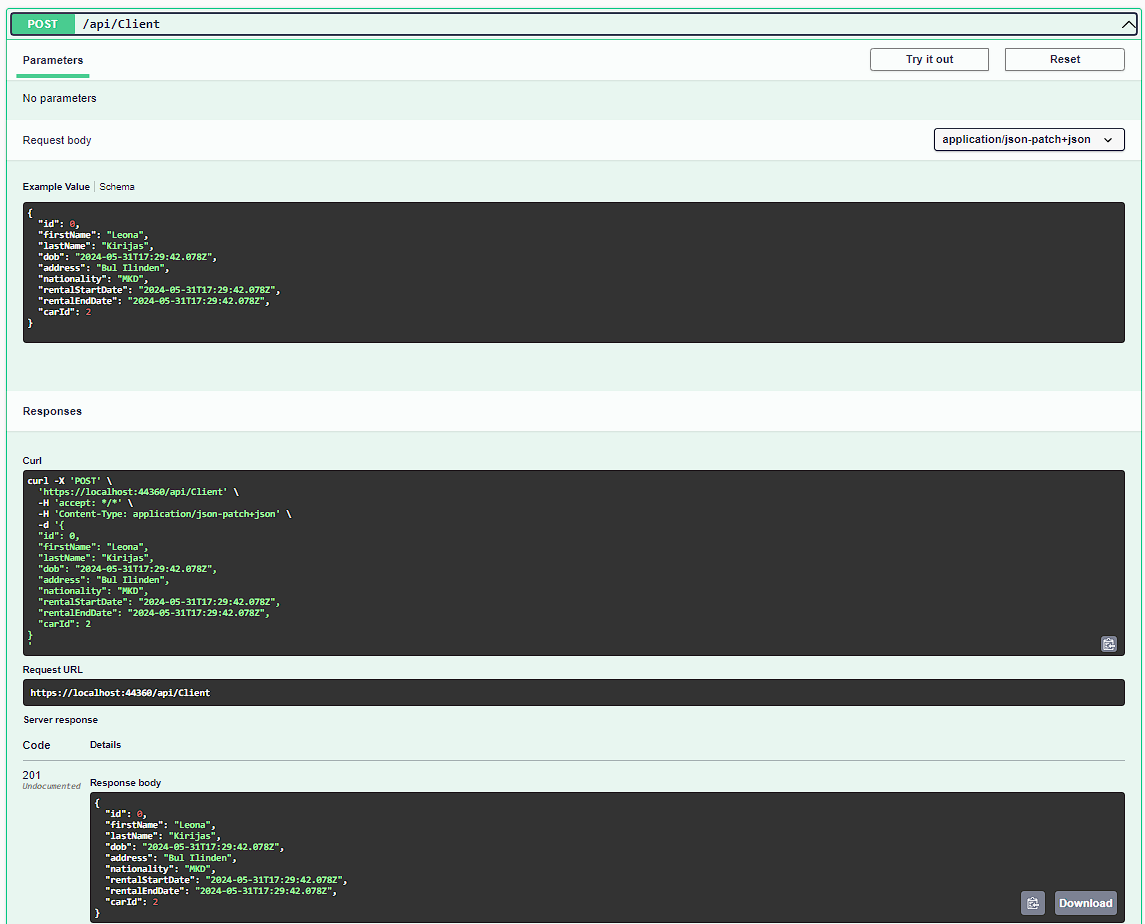 POST /api/Client
Parameters Try it out Reset
No parameters
Request body application/json-patch+json
Example Value | Schema
{
"id": 0,
"firstName": "Leona",
"lastName": "Kirijas",
"dob": "2024-05-31T17:29:42.078Z",
"address": "Bul Ilinden",
"nationality": "MKD",
"rentalStartDate": "2024-05-31T17:29:42.078Z",
"rentalEndDate": "2024-05-31T17:29:42.078Z",
"carId": 2
}
Responses
Curl
curl -X 'POST' \
'https://localhost:44360/api/Client' \
-H 'accept: */*' \
-H 'Content-Type: application/json-patch+json' \
-d '{
"id": 0,
"firstName": "Leona",
"lastName": "Kirijas",
"dob": "2024-05-31T17:29:42.078Z",
"address": "Bul Ilinden",
"nationality": "MKD",
"rentalStartDate": "2024-05-31T17:29:42.078Z",
"rentalEndDate": "2024-05-31T17:29:42.078Z",
"carId": 2
}
'
Request URL
https://localhost:44360/api/Client
Server response
Code Details
201
Undocumented
Response body
{
"id": 0,
"firstName": "Leona",
"lastName": "Kirijas",
"dob": "2024-05-31T17:29:42.078Z",
"address": "Bul Ilinden",
"nationality": "MKD",
"rentalStartDate": "2024-05-31T17:29:42.078Z",
"rentalEndDate": "2024-05-31T17:29:42.078Z",
"carId": 2
}
Download